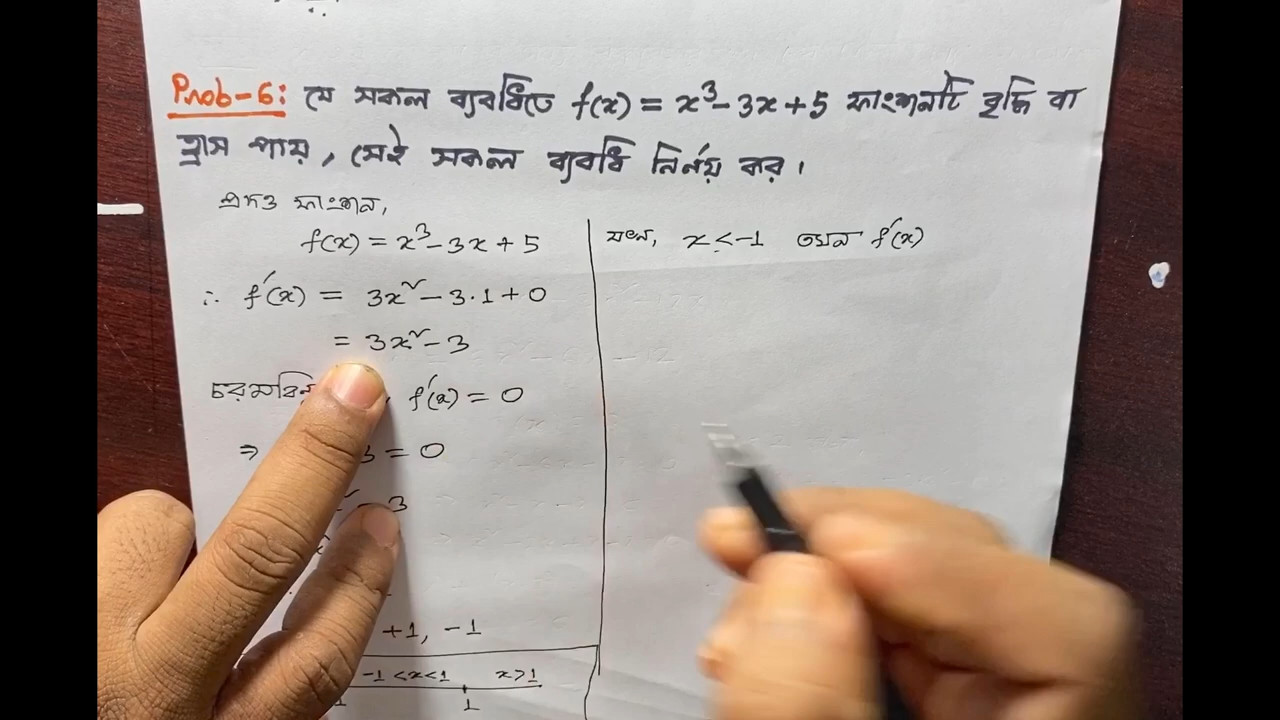 Prob-6: যে সকল ব্যবধিতে f(x) = x³ - 3x + 5 ফাংশনটি বৃদ্ধি বা
হ্রাস পায়, সেই সকল ব্যবধি নির্ণয় কর।
প্রদত্ত ফাংশন,
f(x) = x³ - 3x + 5
∴ f′(x) = 3x² - 3·1 + 0
= 3x² - 3
f′(x) = 0
⇒ 3 = 0
3
+1, -1
-1 < x < 1 x > 1
1 1
যখন, x < -1 তখন f′(x)